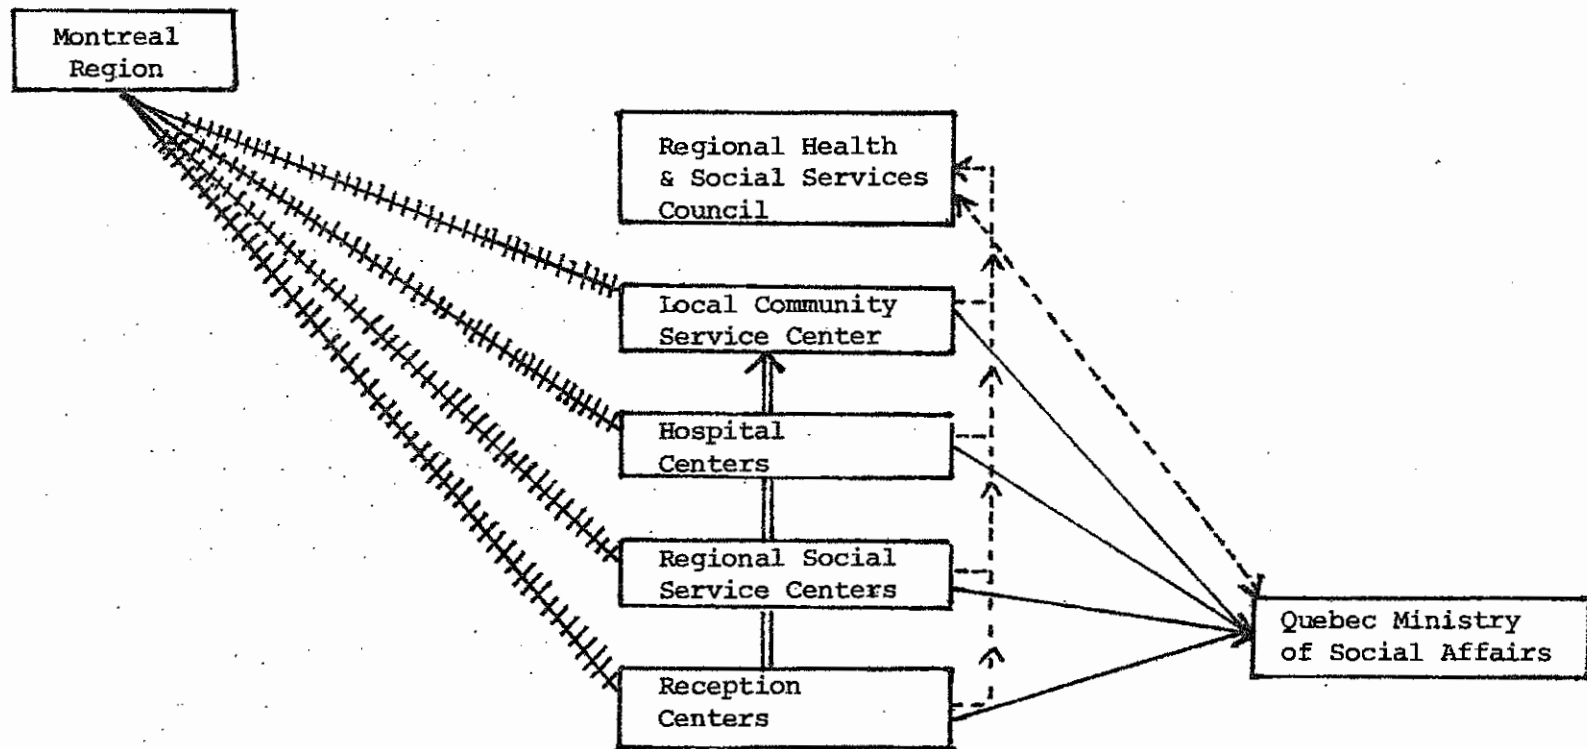 Montreal
Region
Regional Health
& Social Services
Council
Local Community
Service Center
Hospital
Centers
Regional Social
Service Centers
Reception
Centers
Quebec Ministry
of Social Affairs